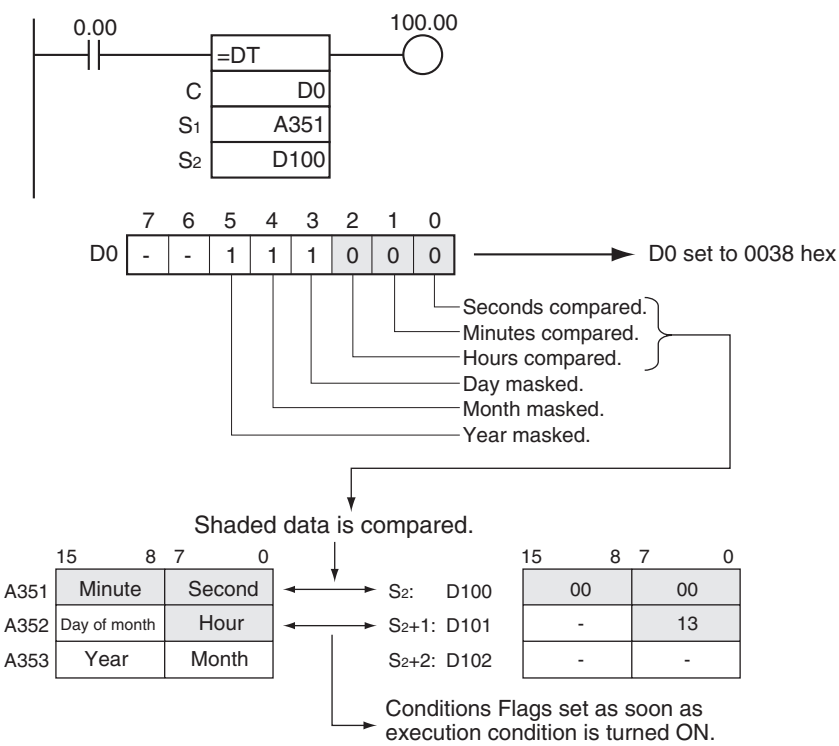 0.00 100.00
=DT
C D0
S1 A351
S2 D100
7 6 5 4 3 2 1 0
D0 - - 1 1 1 0 0 0 D0 set to 0038 hex
Seconds compared.
Minutes compared.
Hours compared.
Day masked.
Month masked.
Year masked.
Shaded data is compared.
15 8 7 0 15 8 7 0
A351 Minute Second S2: D100 00 00
A352 Day of month Hour S2+1: D101 - 13
A353 Year Month S2+2: D102 - -
Conditions Flags set as soon as
execution condition is turned ON.